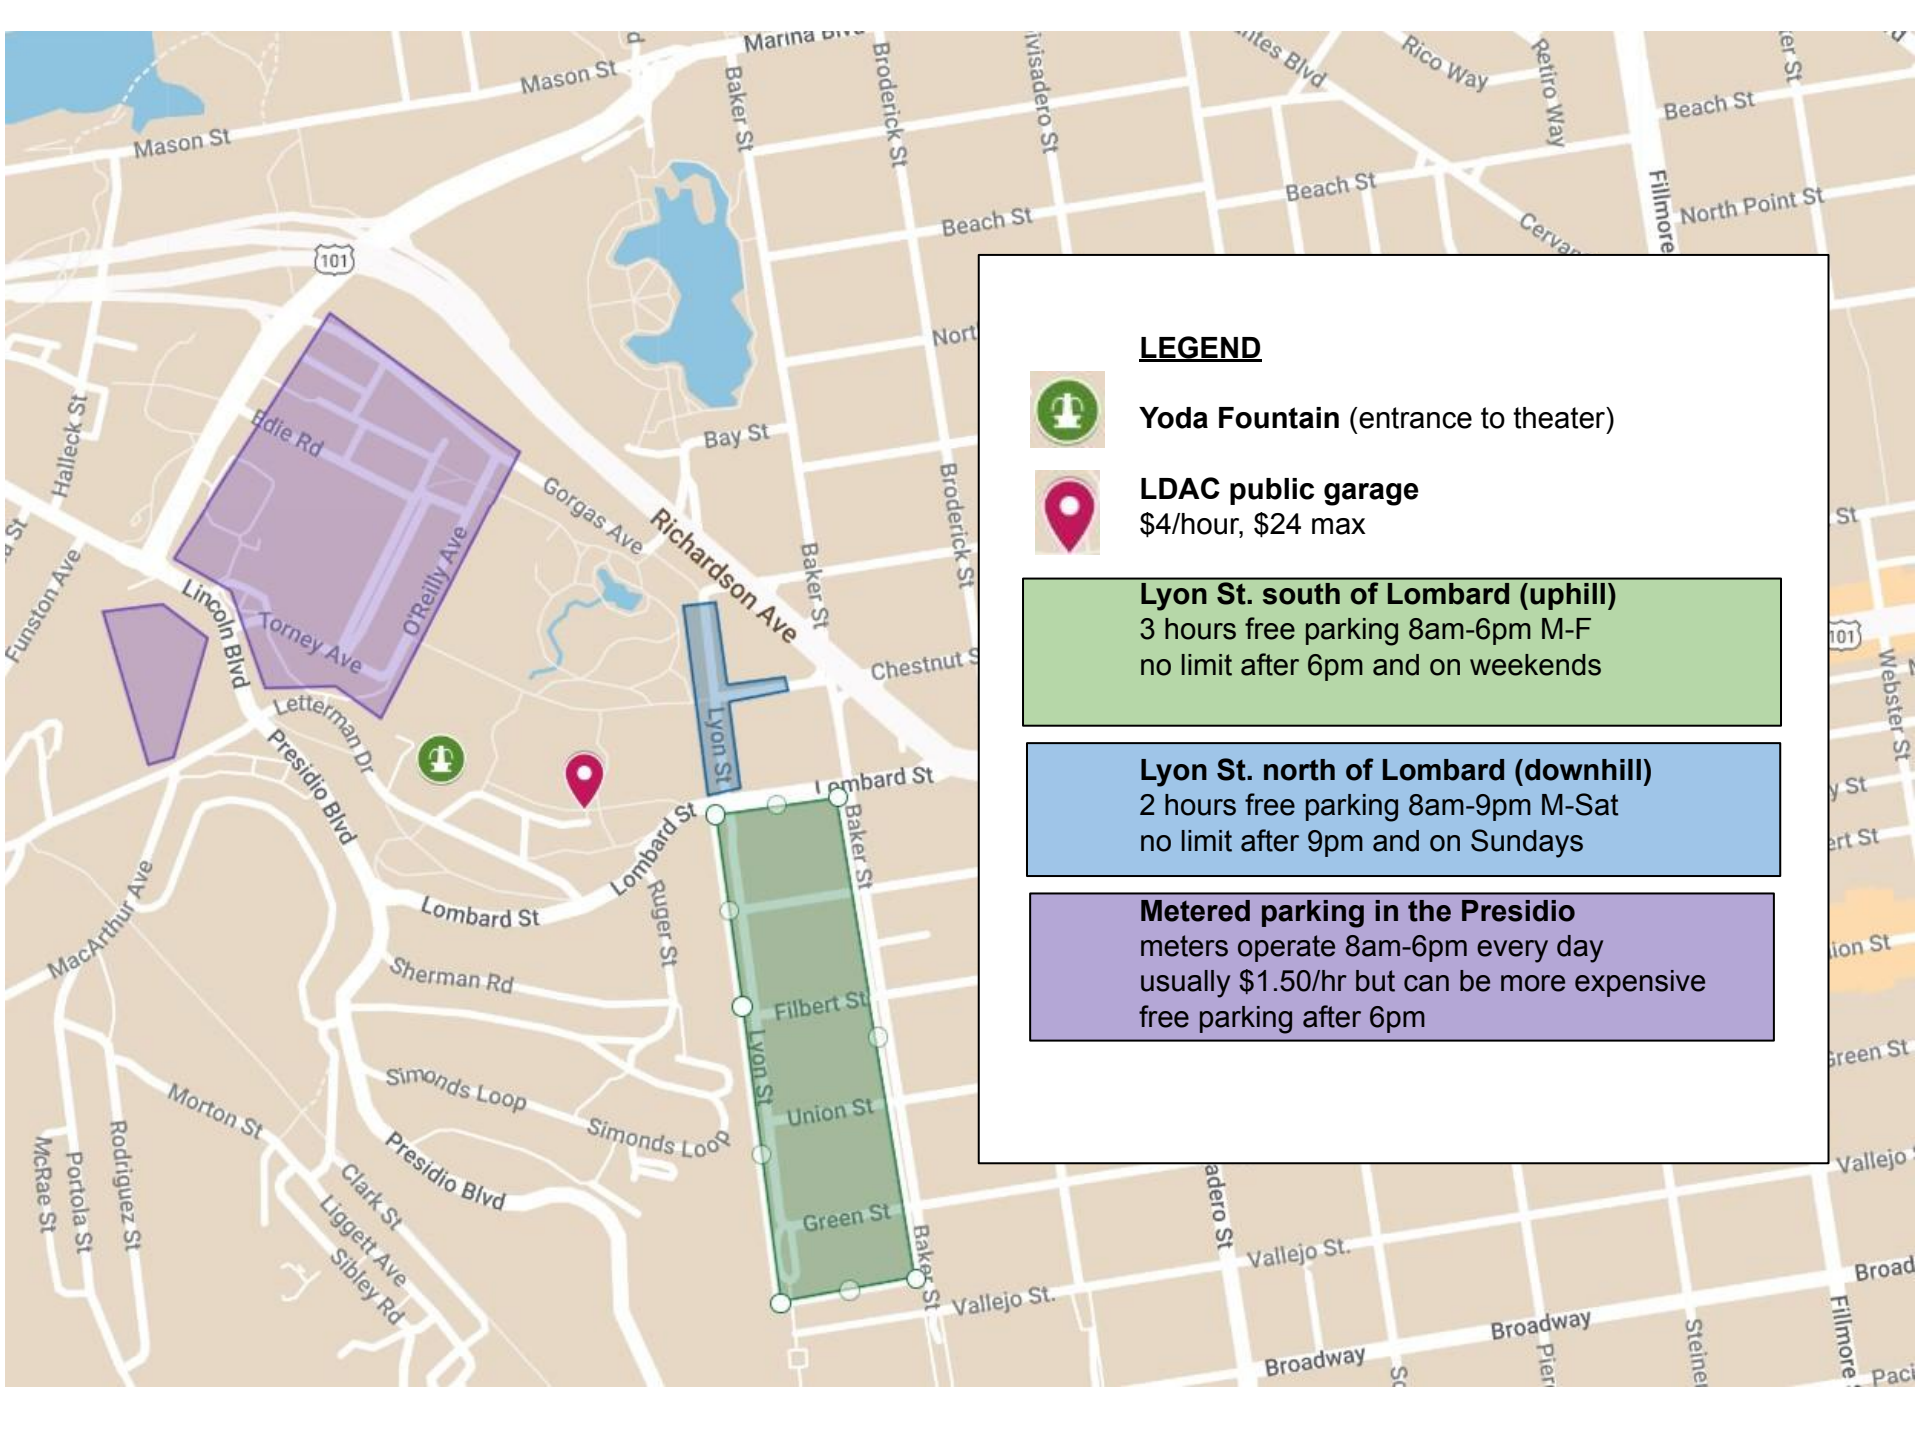 Marina Blvd
Mason St
Mason St
Baker St
Broderick St
Rico Way
Retiro Way
Beach St
Beach St
Beach St
Fillmore
North Point St
101
LEGEND
Yoda Fountain (entrance to theater)
LDAC public garage
$4/hour, $24 max
Lyon St. south of Lombard (uphill)
3 hours free parking 8am-6pm M-F
no limit after 6pm and on weekends
Lyon St. north of Lombard (downhill)
2 hours free parking 8am-9pm M-Sat
no limit after 9pm and on Sundays
Metered parking in the Presidio
meters operate 8am-6pm every day
usually $1.50/hr but can be more expensive
free parking after 6pm
Halleck St
Edie Rd
Bay St
Gorgas Ave
Richardson Ave
Broderick St
Baker St
St
101
Funston Ave
Lincoln Blvd
Torney Ave
O'Reilly Ave
Chestnut S
Webster St
Letterman Dr
Lyon St
Presidio Blvd
Lombard St
Lombard St
Baker St
y St
MacArthur Ave
Lombard St
Ruger St
Sherman Rd
Filbert St
Lyon St
Simonds Loop
Simonds Loop
Union St
Morton St
Presidio Blvd
Clark St
Liggett Ave
Sibley Rd
McRae St
Portola St
Rodriguez St
Green St
Baker St
Green St
Vallejo
Vallejo St.
Vallejo St.
adero St
Broadway
Broadway
Broad
Steiner
Fillmore